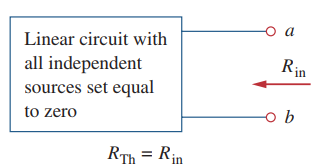 Linear circuit with
all independent
sources set equal
to zero
a
R_in
b
R_Th = R_in